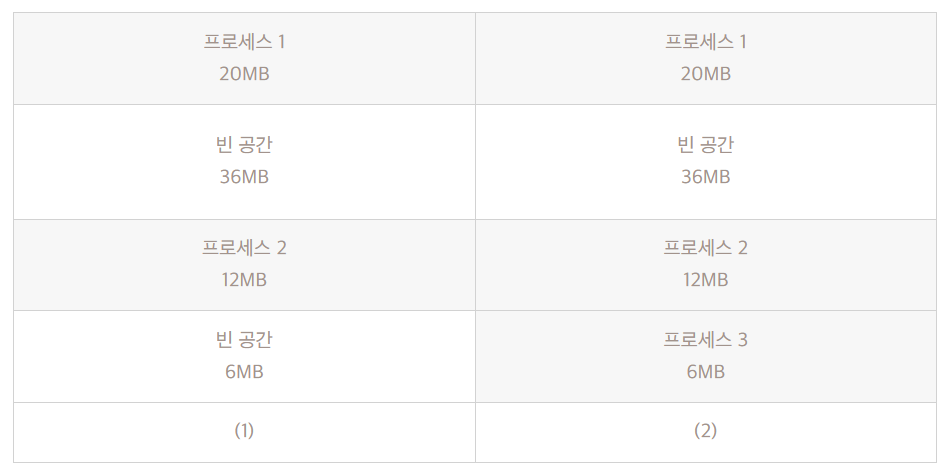 프로세스 1 프로세스 1
20MB 20MB
빈 공간 빈 공간
36MB 36MB
프로세스 2 프로세스 2
12MB 12MB
빈 공간 프로세스 3
6MB 6MB
(1) (2)